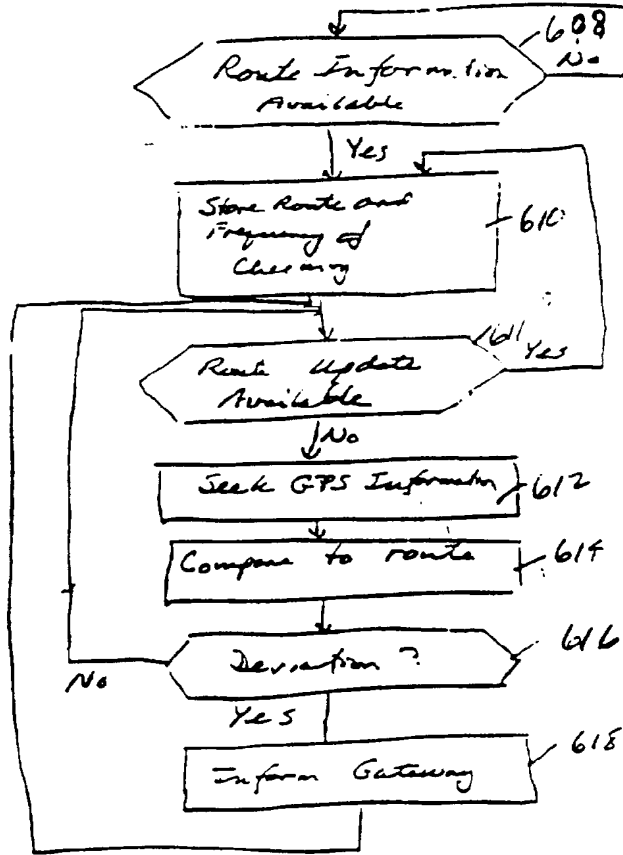 608
Route Information
No
Available
Yes
Store Route and
Frequency of
Checking
610
611
Yes
Route Update
Available
No
Seek GPS Information
612
Compare to route
614
Deviation ?
616
No
Yes
618
Inform Gateway